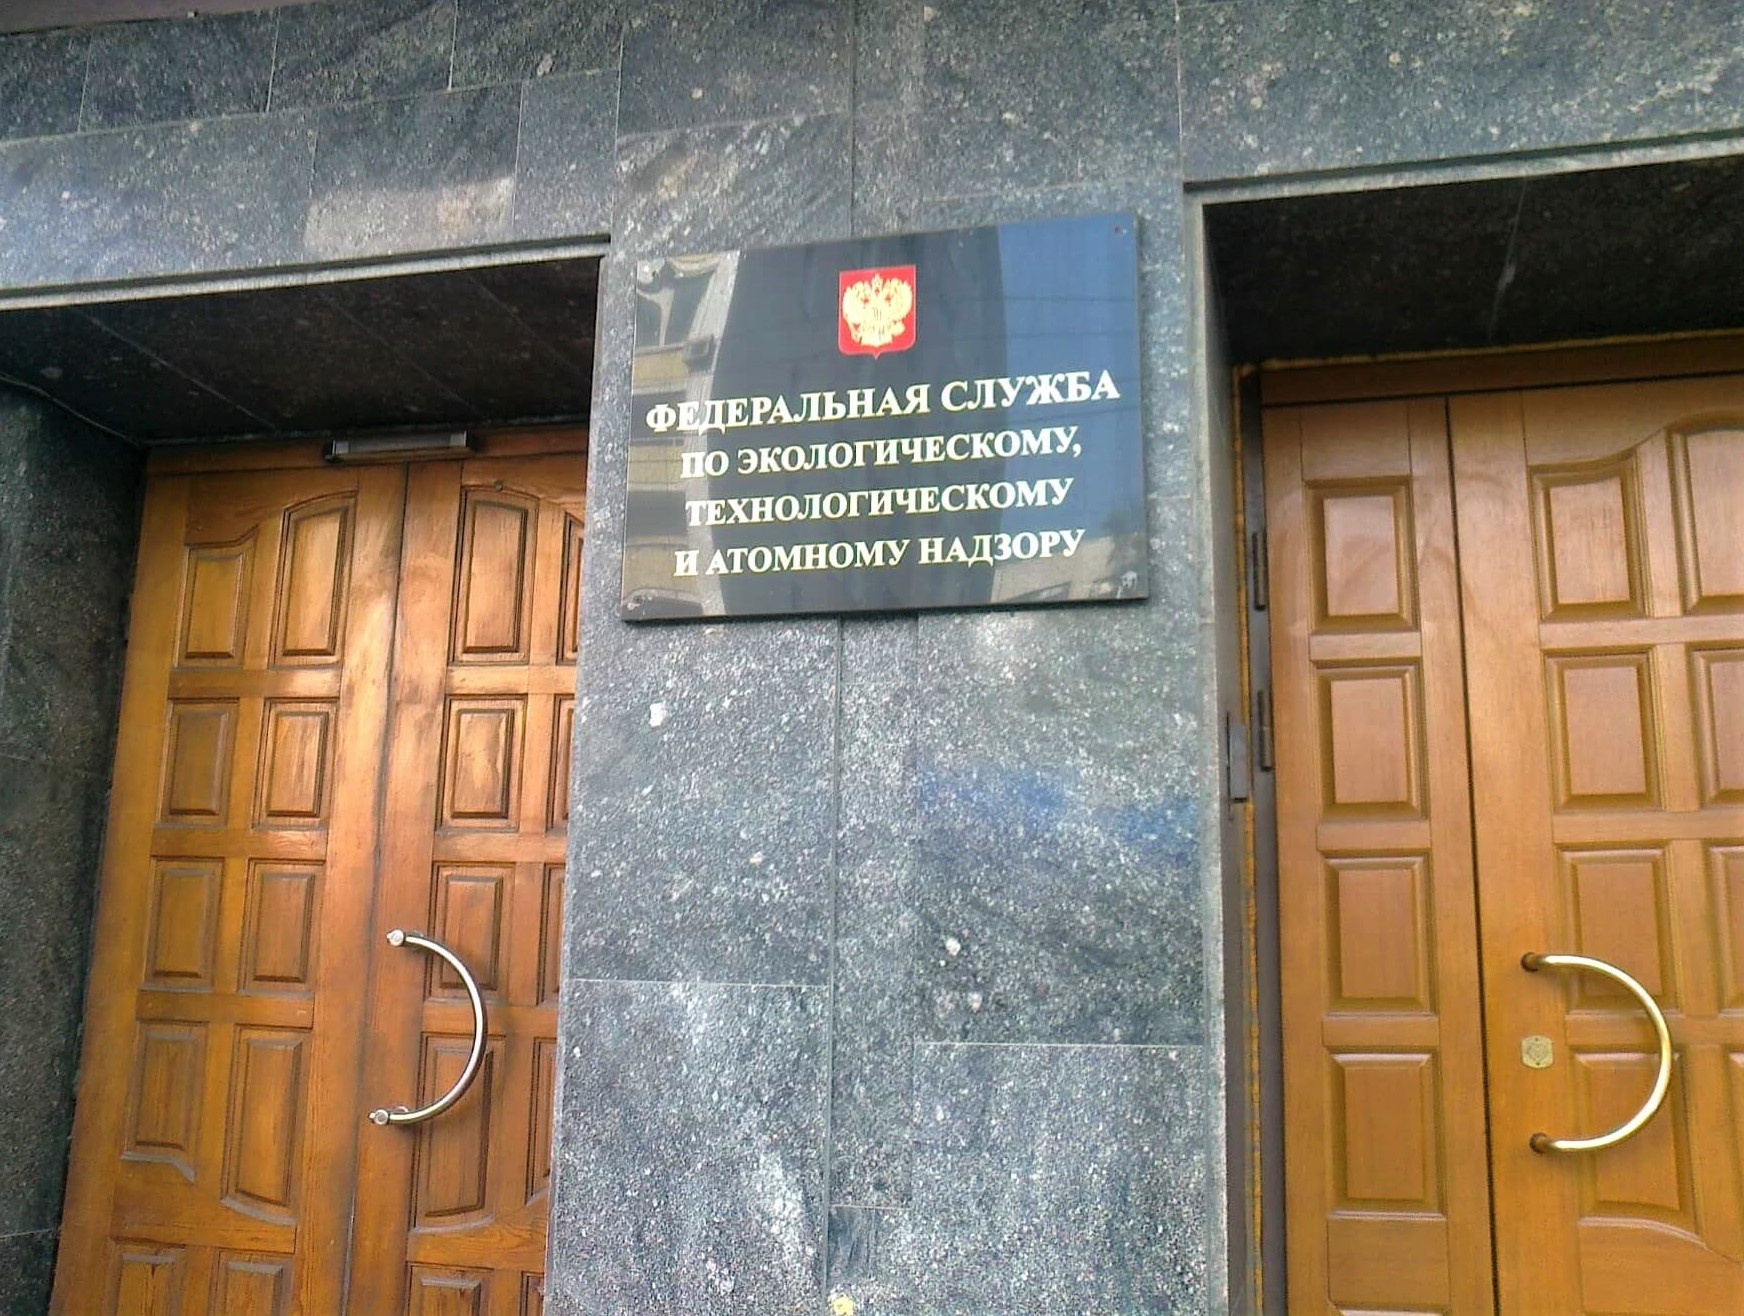 ФЕДЕРАЛЬНАЯ СЛУЖБА
ПО ЭКОЛОГИЧЕСКОМУ,
ТЕХНОЛОГИЧЕСКОМУ
И АТОМНОМУ НАДЗОРУ